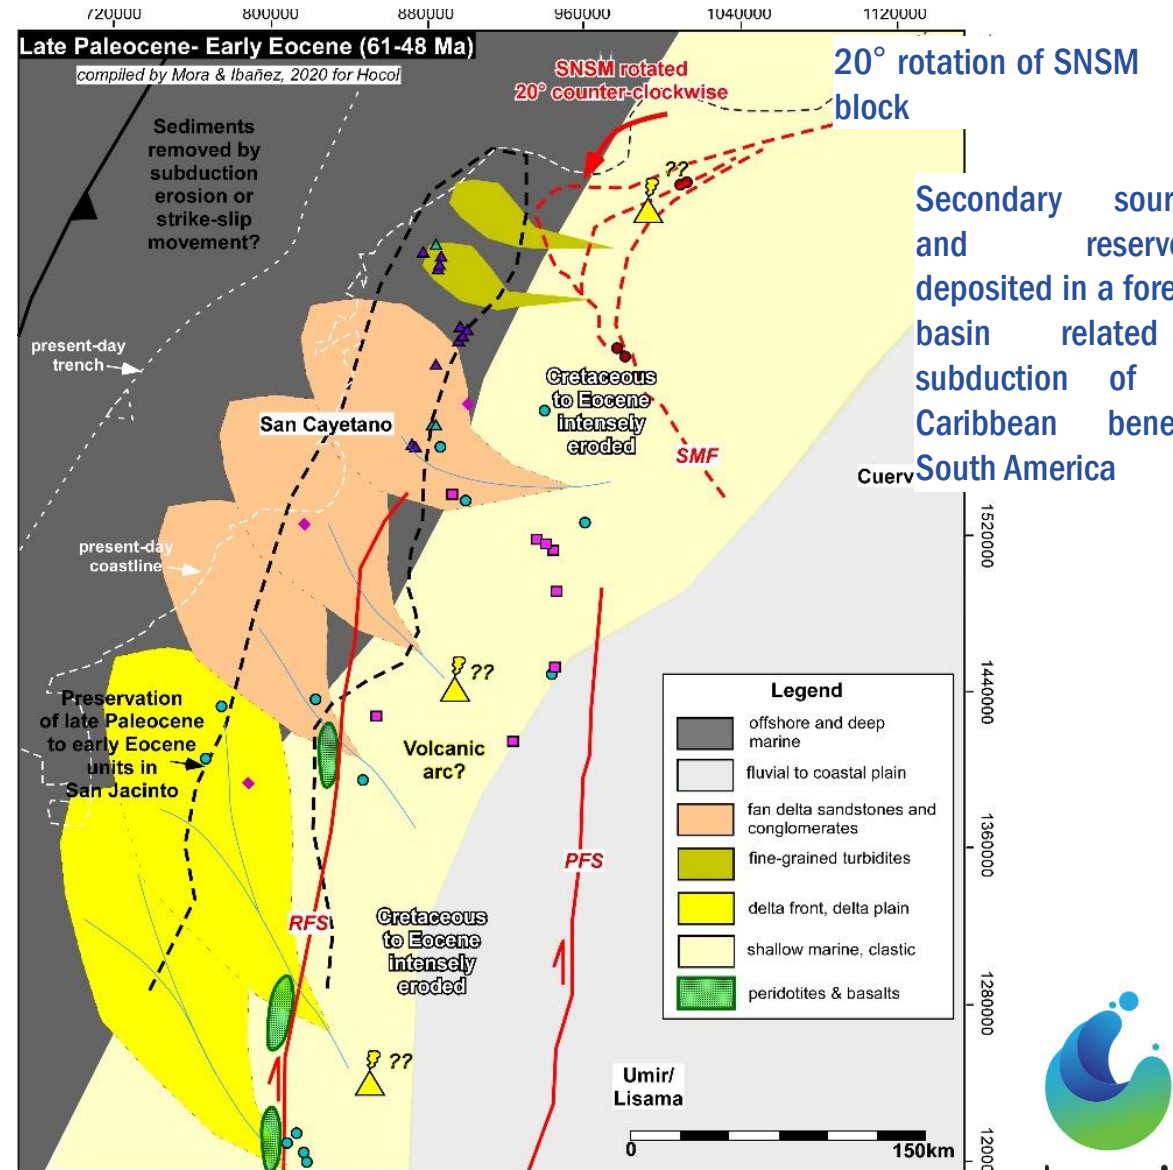 720000 800000 880000 960000 1040000 1120000
Late Paleocene- Early Eocene (61-48 Ma)
compiled by Mora & Ibañez, 2020 for Hocol
SNSM rotated
20° counter-clockwise
20° rotation of SNSM
block
Sediments
removed by
subduction
erosion or
strike-slip
movement?
??
Secondary
and
deposited in a
basin related
subduction of
Caribbean
South America
present-day
trench
Cretaceous
to Eocene
intensely
eroded
San Cayetano
SMF
Cuerv
1520000
present-day
coastline
??
1440000
Preservation
of late Paleocene
to early Eocene
units in
San Jacinto
Volcanic
arc?
Legend
offshore and deep
marine
fluvial to coastal plain
fan delta sandstones and
conglomerates
fine-grained turbidites
delta front, delta plain
shallow marine, clastic
peridotites & basalts
1360000
PFS
RFS
Cretaceous
to Eocene
intensely
eroded
1280000
??
Umir/
Lisama
0 150km